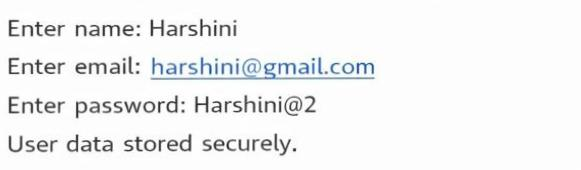 Enter name: Harshini
Enter email: harshini@gmail.com
Enter password: Harshini@2
User data stored securely.